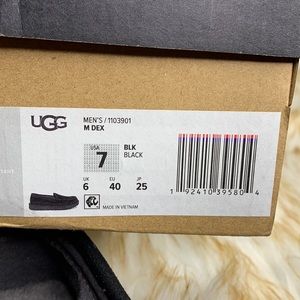 UGG
MEN'S / 1103901
M DEX
USA
7
BLK
BLACK
UK EU JP
6 40 25
MADE IN VIETNAM
1 92410 39580 4